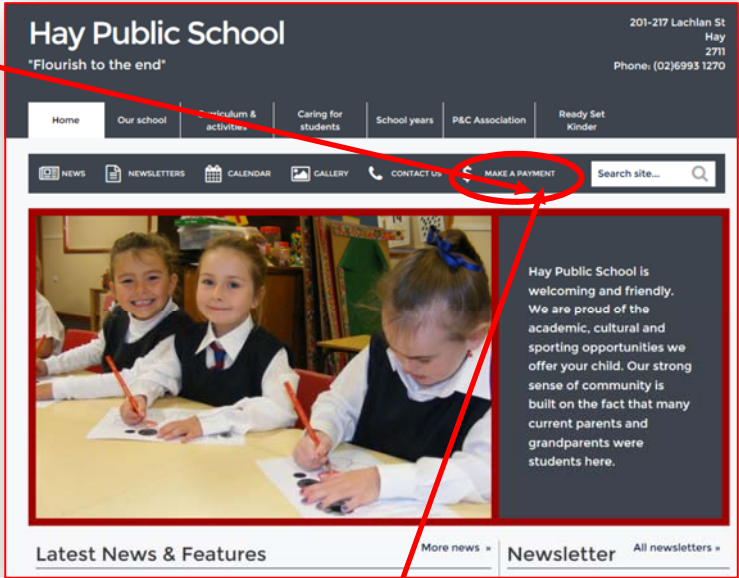 Hay Public School
"Flourish to the end"
201-217 Lachlan St
Hay
2711
Phone: (02)6993 1270
Home
Our school
Curriculum &
activities
Caring for
students
School years
P&C Association
Ready Set
Kinder
NEWS
NEWSLETTERS
CALENDAR
GALLERY
CONTACT US
$ MAKE A PAYMENT
Search site...
Hay Public School is
welcoming and friendly.
We are proud of the
academic, cultural and
sporting opportunities we
offer your child. Our strong
sense of community is
built on the fact that many
current parents and
grandparents were
students here.
Latest News & Features
More news »
Newsletter
All newsletters »